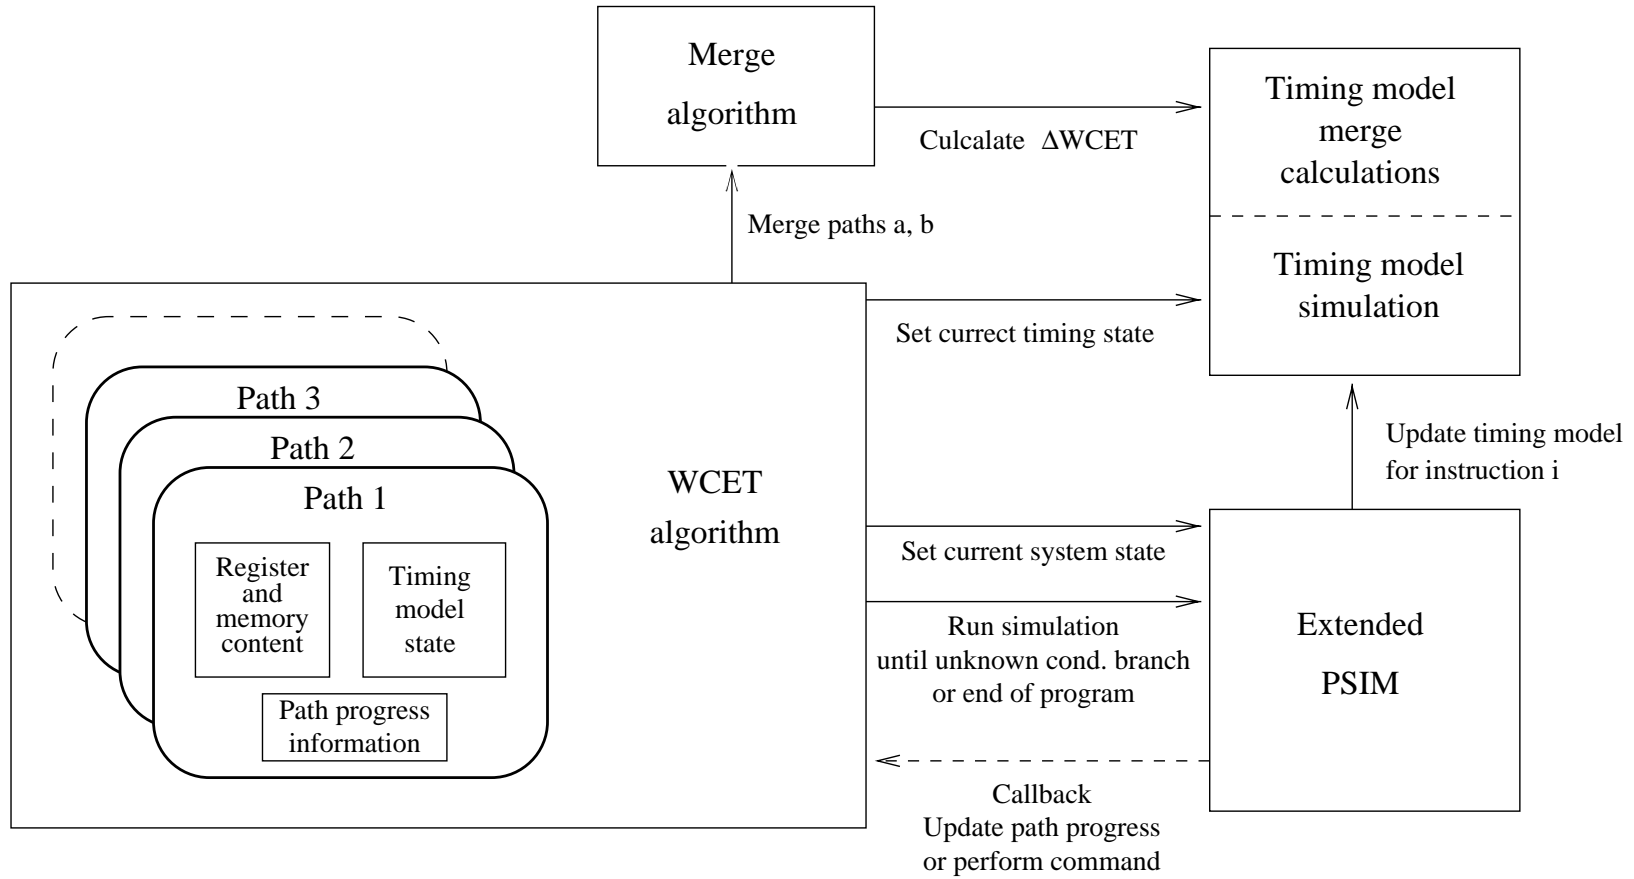 Merge
algorithm
Culcalate ΔWCET
Timing model
merge
calculations
Merge paths a, b
Timing model
simulation
Set currect timing state
Path 3
Path 2
Path 1
Register
and
memory
content
Timing
model
state
Path progress
information
WCET
algorithm
Update timing model
for instruction i
Set current system state
Run simulation
until unknown cond. branch
or end of program
Extended
PSIM
Callback
Update path progress
or perform command